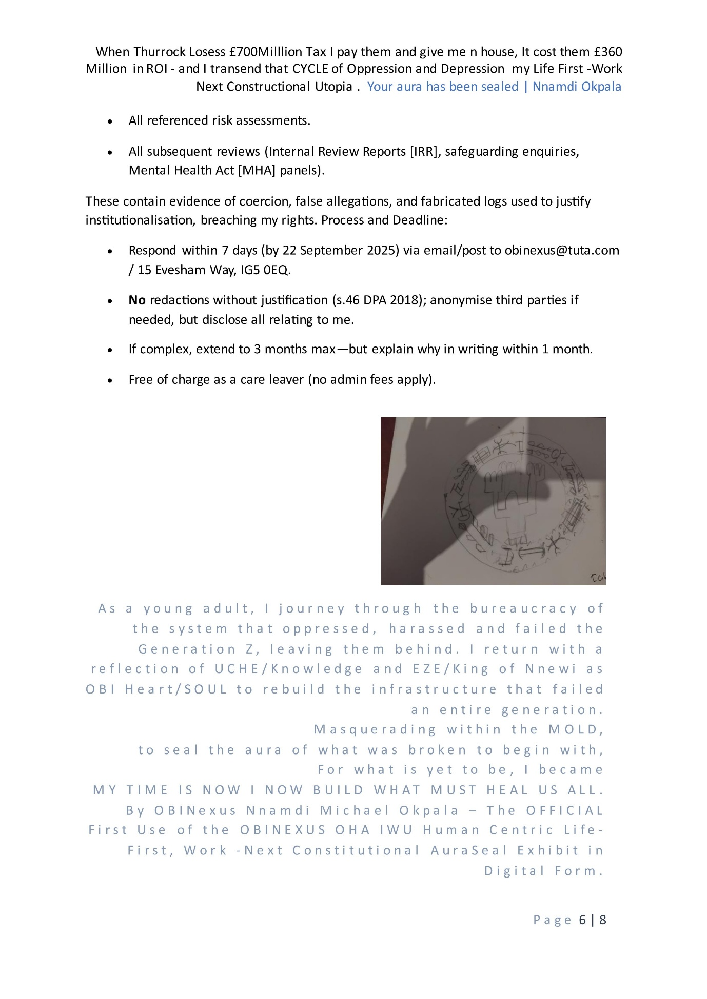 When Thurrock Losess £700Milllion Tax I pay them and give me n house, It cost them £360
Million in ROI - and I transend that CYCLE of Oppression and Depression my Life First -Work
Next Constructional Utopia . Your aura has been sealed | Nnamdi Okpala
• All referenced risk assessments.
• All subsequent reviews (Internal Review Reports [IRR], safeguarding enquiries,
Mental Health Act [MHA] panels).
These contain evidence of coercion, false allegations, and fabricated logs used to justify
institutionalisation, breaching my rights. Process and Deadline:
• Respond within 7 days (by 22 September 2025) via email/post to obinexus@tuta.com
/ 15 Evesham Way, IG5 0EQ.
• No redactions without justification (s.46 DPA 2018); anonymise third parties if
needed, but disclose all relating to me.
• If complex, extend to 3 months max—but explain why in writing within 1 month.
• Free of charge as a care leaver (no admin fees apply).
As a young adult, I journey through the bureaucracy of
the system that oppressed, harassed and failed the
Generation Z, leaving them behind. I return with a
reflection of UCHE/Knowledge and EZE/King of Nnewi as
OBI Heart/SOUL to rebuild the infrastructure that failed
an entire generation.
Masquerading within the MOLD,
to seal the aura of what was broken to begin with,
For what is yet to be, I became
MY TIME IS NOW I NOW BUILD WHAT MUST HEAL US ALL.
By OBINexus Nnamdi Michael Okpala – The OFFICIAL
First Use of the OBINEXUS OHA IWU Human Centric Life-
First, Work -Next Constitutional AuraSeal Exhibit in
Digital Form.
Page 6 | 8